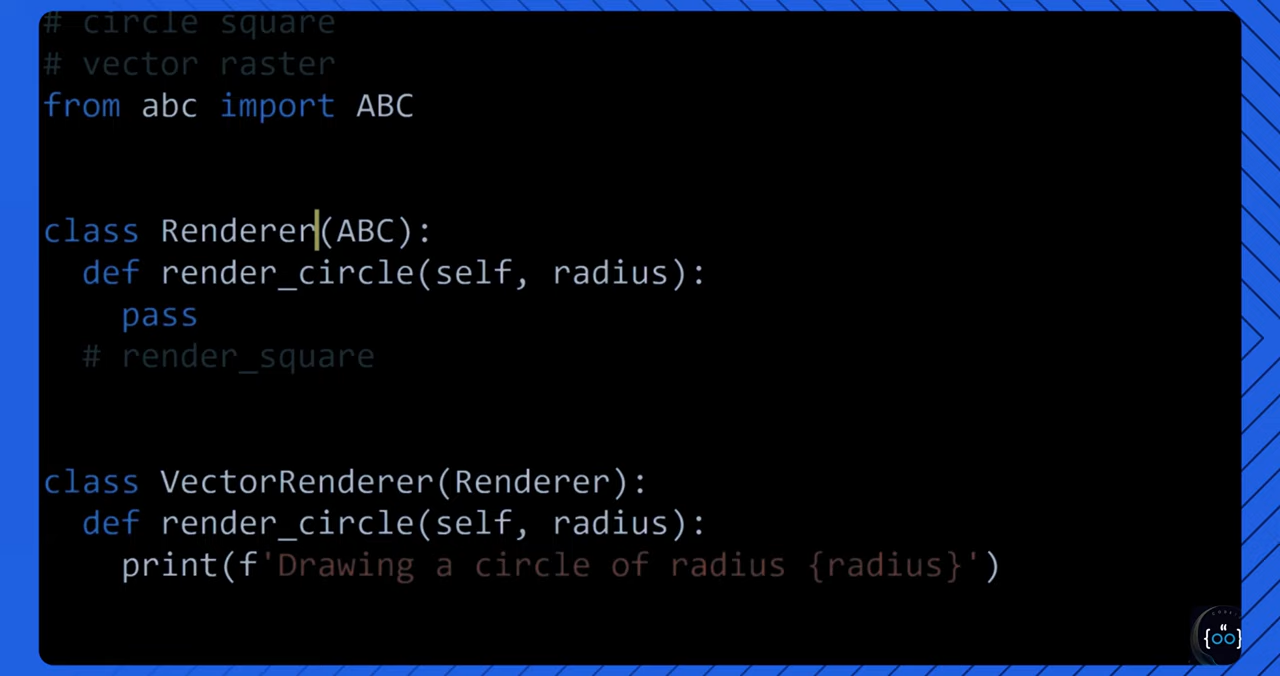 # circle square
# vector raster
from abc import ABC
class Renderer(ABC):
  def render_circle(self, radius):
    pass
  # render_square
class VectorRenderer(Renderer):
  def render_circle(self, radius):
    print(f'Drawing a circle of radius {radius}')
“
{oo}